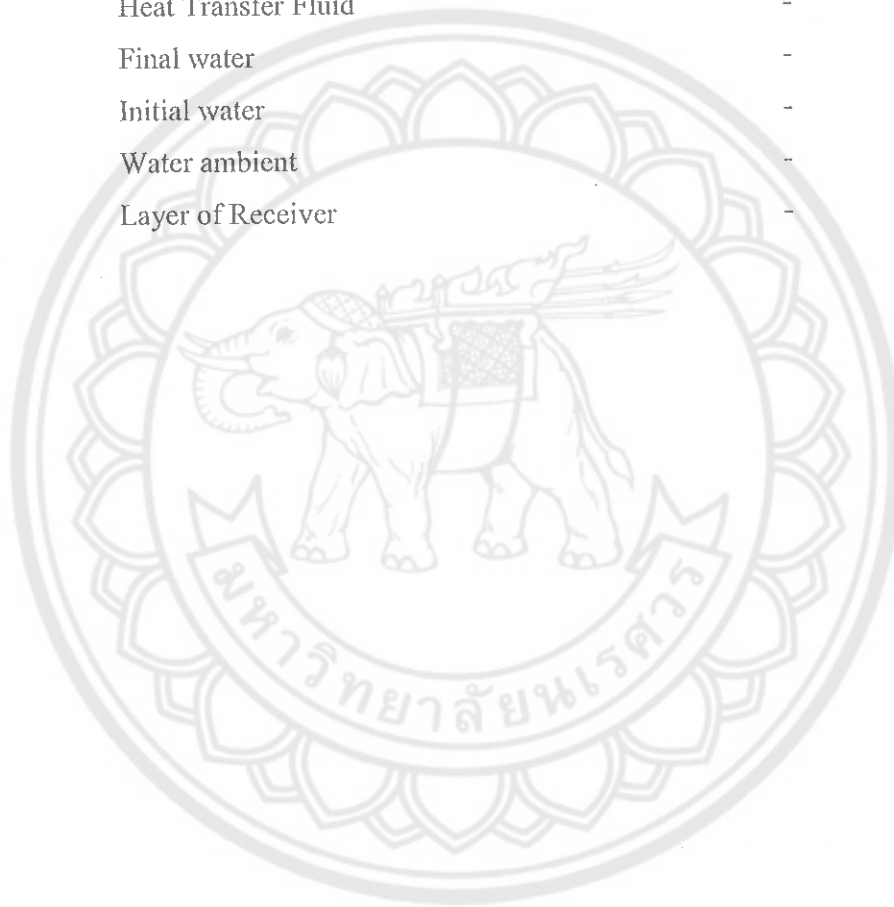 Heat Transfer Fluid -
Final water -
Initial water -
Water ambient -
Layer of Receiver -
มหาวิทยาลัยนเรศวร